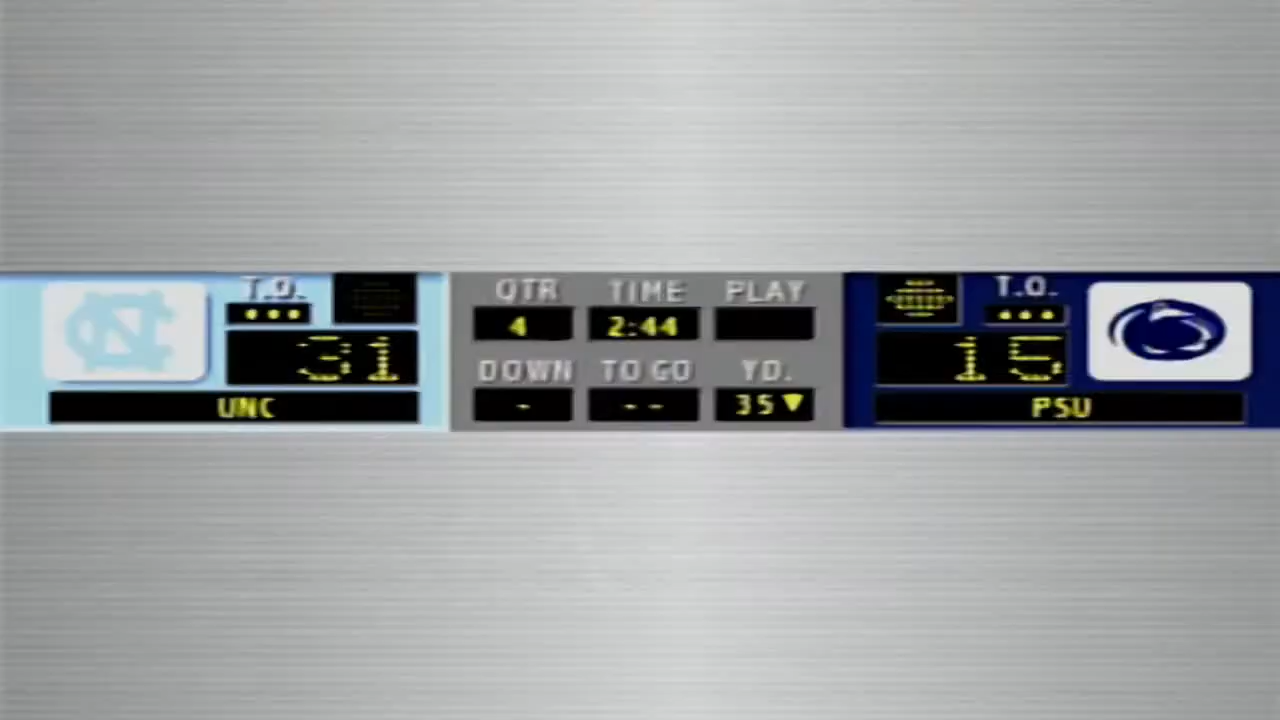 T.O. QTR TIME PLAY T.O.
4 2:44
31 15
DOWN TO GO YD.
- -- 35▼
UNC PSU